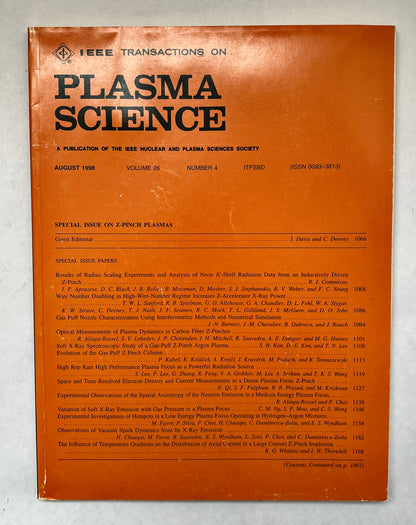 IEEE TRANSACTIONS ON
PLASMA
SCIENCE
A PUBLICATION OF THE IEEE NUCLEAR AND PLASMA SCIENCES SOCIETY
AUGUST 1998 VOLUME 26 NUMBER 4 ITPSBD (ISSN 0093–3813)
SPECIAL ISSUE ON Z-PINCH PLASMAS
Guest Editorial J. Davis and C. Deeney 1066
SPECIAL ISSUE PAPERS
Results of Radius Scaling Experiments and Analysis of Neon K-Shell Radiation Data from an Inductively Driven
Z-Pinch R. J. Commisso,
J. P. Apruzese, D. C. Black, J. R. Boller, B. Moosman, D. Mosher, S. J. Stephanakis, B. V. Weber, and F. C. Young 1068
Wire Number Doubling in High-Wire-Number Regime Increases Z-Accelerator X-Ray Power
T. W. L. Sanford, R. B. Spielman, G. O. Allshouse, G. A. Chandler, D. L. Fehl, W. A. Stygar,
K. W. Struve, C. Deeney, T. J. Nash, J. F. Seamen, R. C. Mock, T. L. Gilliland, J. S. McGurn, and D. O. Jobe 1086
Gas Puff Nozzle Characterization Using Interferometric Methods and Numerical Simulation
J.-N. Barnier, J.-M. Chevalier, B. Dubroca, and J. Rouch 1094
Optical Measurements of Plasma Dynamics in Carbon Fiber Z-Pinches
R. Aliaga-Rossel, S. V. Lebedev, J. P. Chittenden, I. H. Mitchell, R. Saavedra, A. E. Dangor, and M. G. Haines 1101
Soft X-Ray Spectroscopic Study of a Gas-Puff Z-Pinch Argon Plasma S. H. Kim, D.-E. Kim, and T. N. Lee 1108
Evolution of the Gas-Puff Z-Pinch Column
P. Kubeš, K. Koláček, A. Krejčí, J. Kravárik, M. Paduch, and K. Tomaszewski 1113
High Rep Rate High Performance Plasma Focus as a Powerful Radiation Source
S. Lee, P. Lee, G. Zhang, X. Feng, V. A. Gribkov, M. Liu, A. Serban, and T. K. S. Wong 1119
Space and Time Resolved Electron Density and Current Measurements in a Dense Plasma Focus Z-Pinch
N. Qi, S. F. Fulghum, R. R. Prasad, and M. Krishnan 1127
Experimental Observations of the Spatial Anisotropy of the Neutron Emission in a Medium Energy Plasma Focus
R. Aliaga-Rossel and P. Choi 1138
Variation of Soft X-Ray Emission with Gas Pressure in a Plasma Focus C. M. Ng, S. P. Moo, and C. S. Wong 1146
Experimental Investigations of Hotspots in a Low Energy Plasma Focus Operating in Hydrogen–Argon Mixtures
M. Favre, P. Silva, P. Choi, H. Chuaqui, C. Dumitrescu-Zoita, and E. S. Wyndham 1154
Observations of Vacuum Spark Dynamics from Its X-Ray Emission
H. Chuaqui, M. Favre, R. Saavedra, E. S. Wyndham, L. Soto, P. Choi, and C. Dumitrescu-Zoita 1162
The Influence of Temperature Gradients on the Distribution of Axial Current in a Large Current Z-Pinch Implosion
K. G. Whitney and J. W. Thornhill 1168
(Contents Continued on p. 1065)